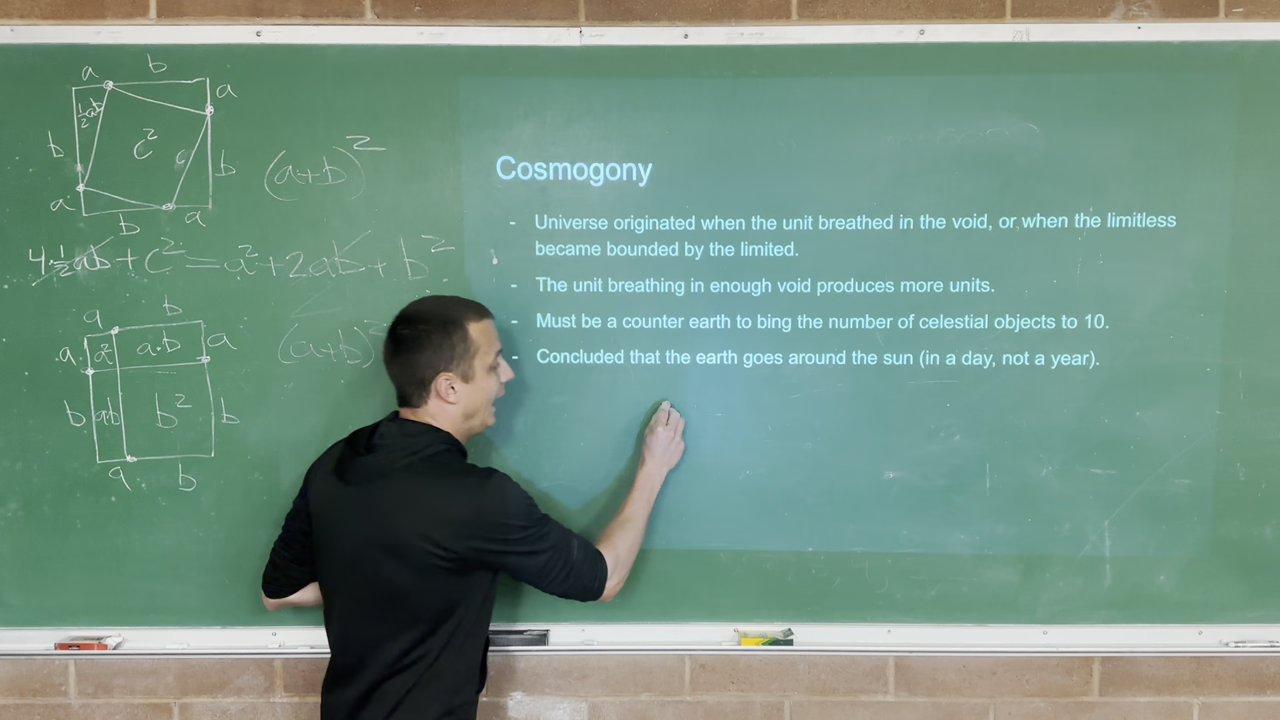 a b
a
½ab
c²
b
c
b
(a+b)²
a
b a
4·½ab + c² = a² + 2ab + b²
a b
(a+b)²
a a² a·b a
b ab b² b
a b
Cosmogony
- Universe originated when the unit breathed in the void, or when the limitless
became bounded by the limited.
- The unit breathing in enough void produces more units.
- Must be a counter earth to bing the number of celestial objects to 10.
- Concluded that the earth goes around the sun (in a day, not a year).